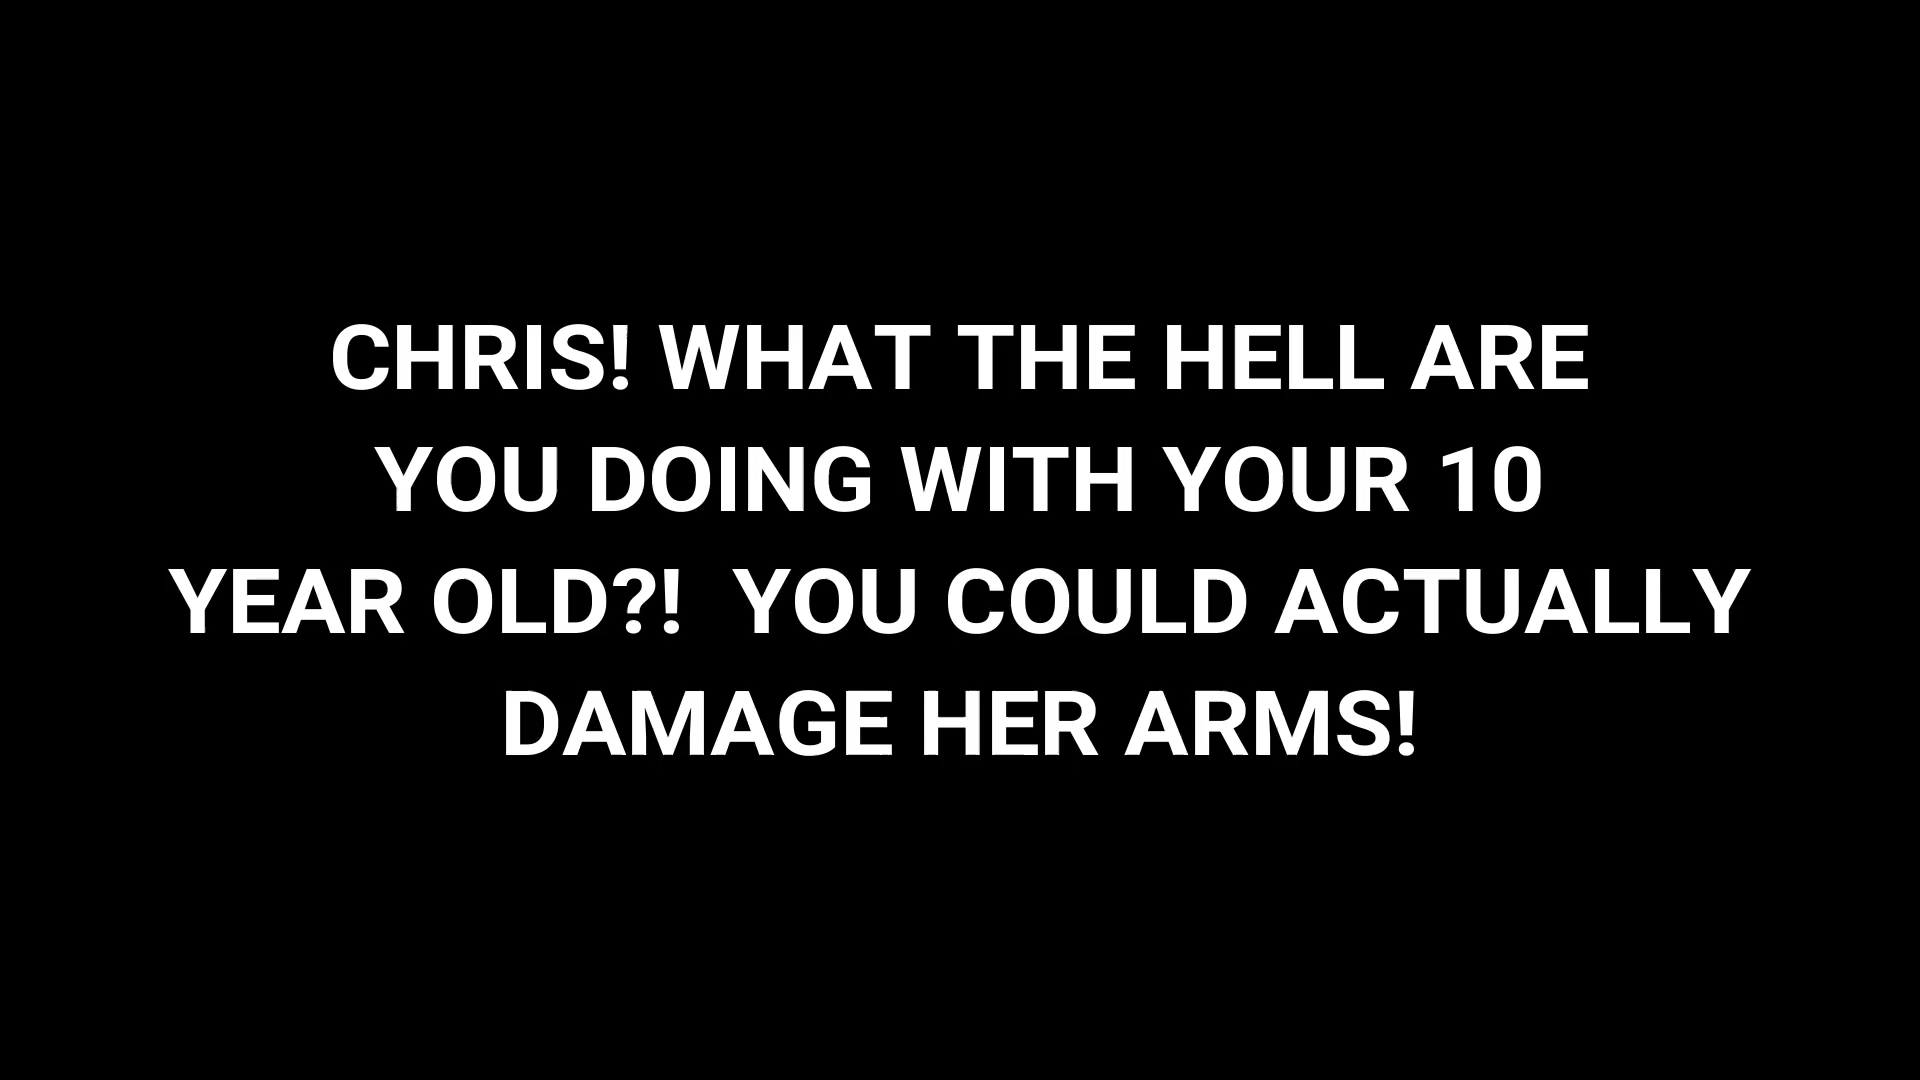 CHRIS! WHAT THE HELL ARE
YOU DOING WITH YOUR 10
YEAR OLD?!  YOU COULD ACTUALLY
DAMAGE HER ARMS!